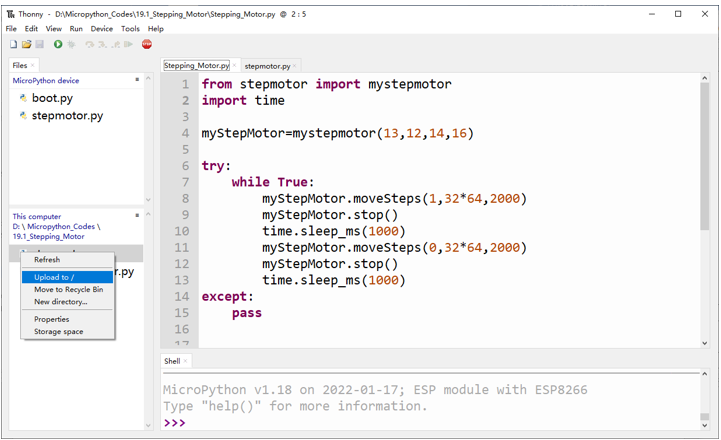 Thonny - D:\Micropython_Codes\19.1_Stepping_Motor\Stepping_Motor.py @ 2 : 5
File Edit View Run Device Tools Help
STOP
Files ×
MicroPython device
boot.py
stepmotor.py
This computer
D: \ Micropython_Codes \
19.1_Stepping_Motor
r.py
Refresh
Upload to /
Move to Recycle Bin
New directory...
Properties
Storage space
Stepping_Motor.py × stepmotor.py ×
1 from stepmotor import mystepmotor
2 import time
3
4 myStepMotor=mystepmotor(13,12,14,16)
5
6 try:
7     while True:
8         myStepMotor.moveSteps(1,32*64,2000)
9         myStepMotor.stop()
10         time.sleep_ms(1000)
11         myStepMotor.moveSteps(0,32*64,2000)
12         myStepMotor.stop()
13         time.sleep_ms(1000)
14 except:
15     pass
16
17
Shell ×
MicroPython v1.18 on 2022-01-17; ESP module with ESP8266
Type "help()" for more information.
>>>